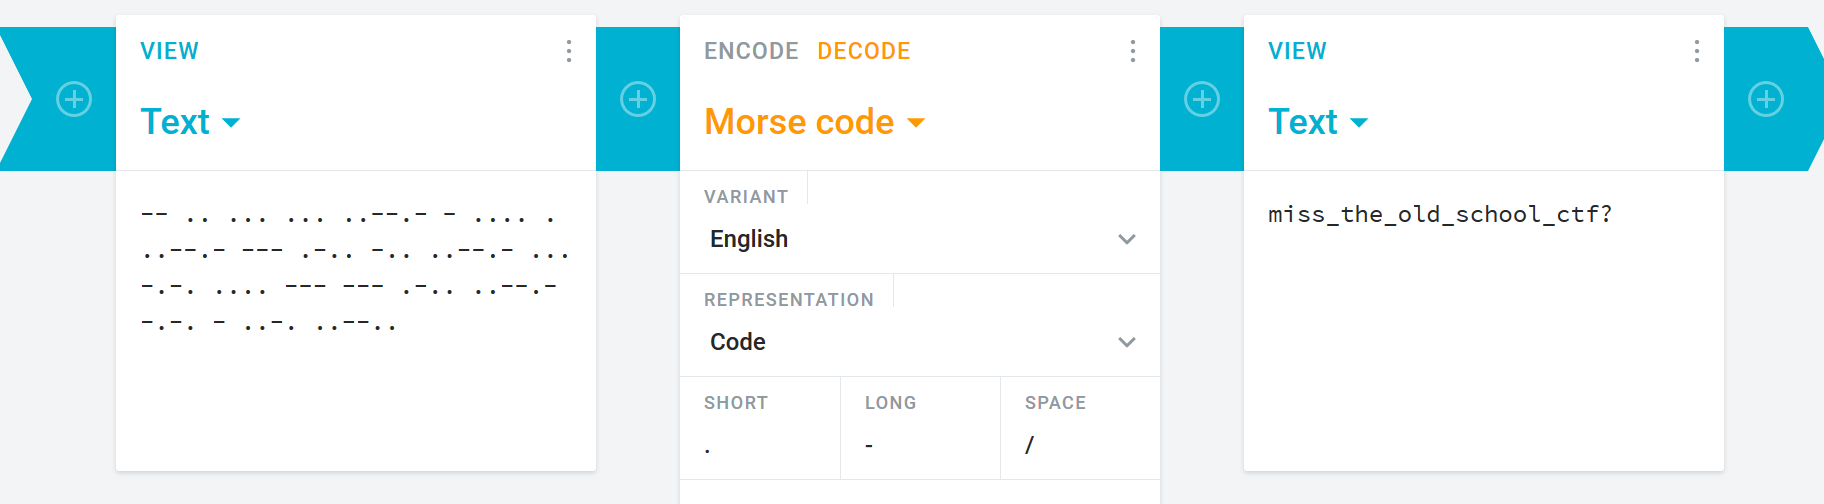 VIEW
Text
-- .. ... ... ..--.- - .... .
..--.- --- .-.. -.. ..--.- ...
-.-. .... --- --- .-.. ..--.-
-.-. - ..-. ..--..
ENCODE DECODE
Morse code
VARIANT
English
REPRESENTATION
Code
SHORT
.
LONG
-
SPACE
/
VIEW
Text
miss_the_old_school_ctf?